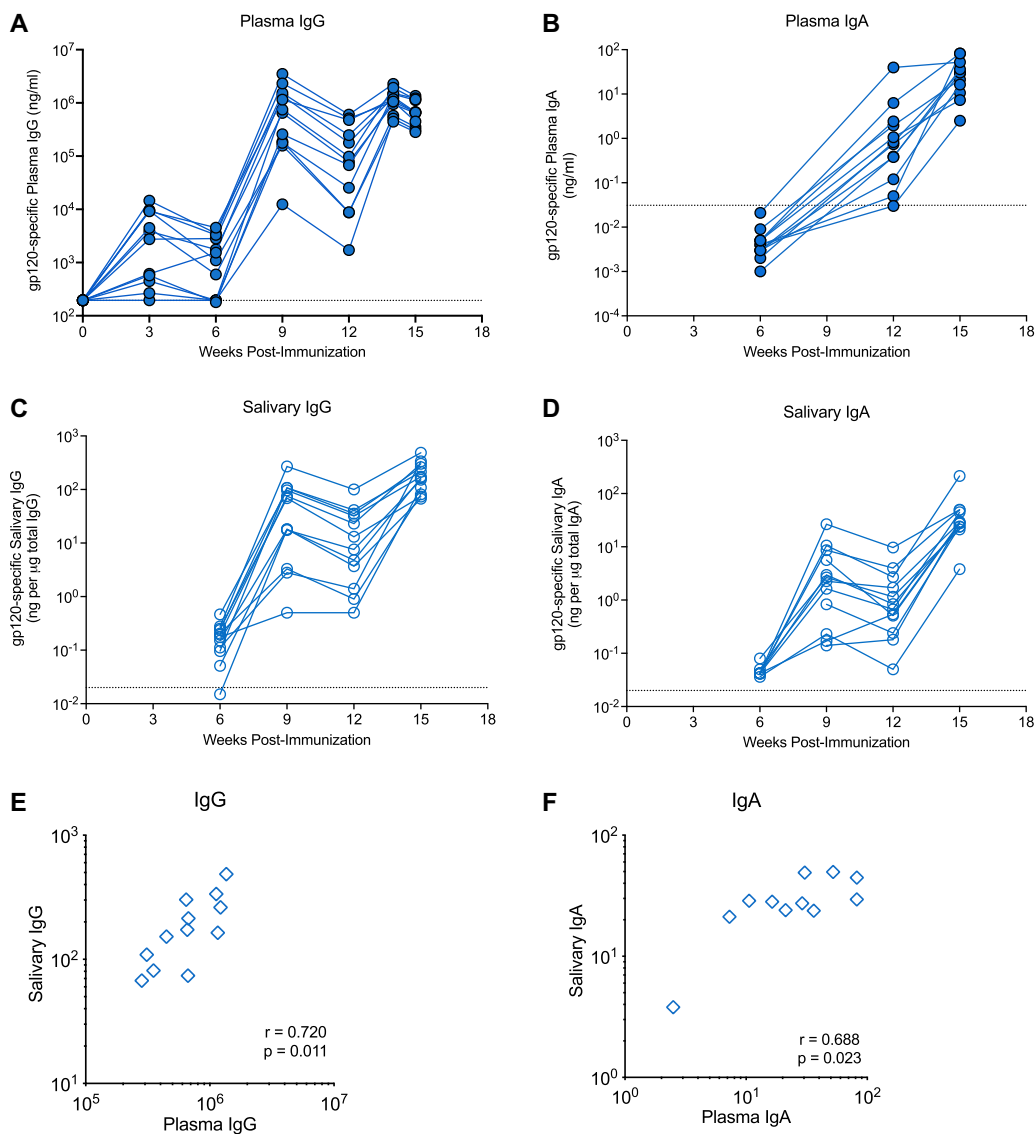 A
Plasma IgG
gp120-specific Plasma IgG (ng/ml)
10^7
10^6
10^5
10^4
10^3
10^2
0 3 6 9 12 15 18
Weeks Post-Immunization
B
Plasma IgA
gp120-specific Plasma IgA
(ng/ml)
10^2
10^1
10^0
10^-1
10^-2
10^-3
10^-4
0 3 6 9 12 15 18
Weeks Post-Immunization
C
Salivary IgG
gp120-specific Salivary IgG
(ng per μg total IgG)
10^3
10^2
10^1
10^0
10^-1
10^-2
0 3 6 9 12 15 18
Weeks Post-Immunization
D
Salivary IgA
gp120-specific Salivary IgA
(ng per μg total IgA)
10^3
10^2
10^1
10^0
10^-1
10^-2
0 3 6 9 12 15 18
Weeks Post-Immunization
E
IgG
Salivary IgG
10^3
10^2
10^1
r = 0.720
p = 0.011
10^5 10^6 10^7
Plasma IgG
F
IgA
Salivary IgA
10^2
10^1
10^0
r = 0.688
p = 0.023
10^0 10^1 10^2
Plasma IgA